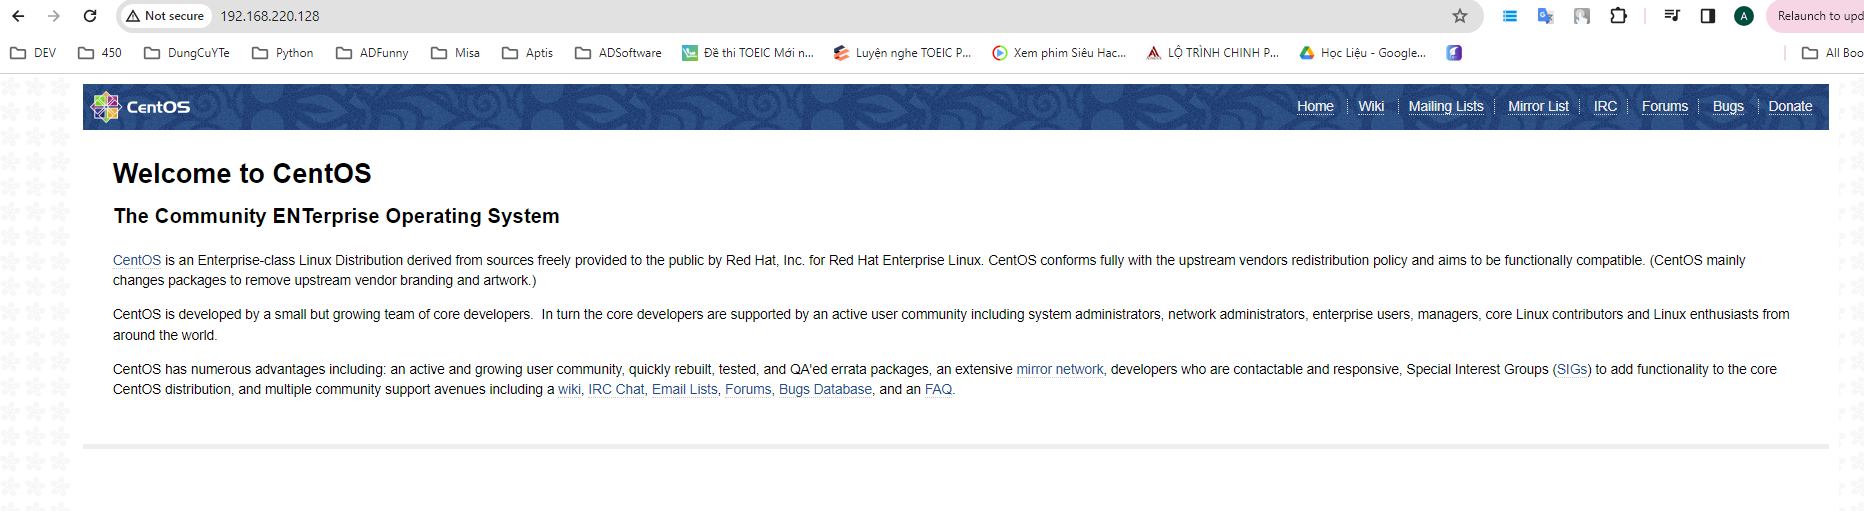 Not secure 192.168.220.128 A Relaunch to upd
DEV 450 DungCuYTe Python ADFunny Misa Aptis ADSoftware Đề thi TOEIC Mới n... Luyện nghe TOEIC P... Xem phim Siêu Hac... LỘ TRÌNH CHINH P... Học Liệu - Google... All Boo
CentOS Home Wiki Mailing Lists Mirror List IRC Forums Bugs Donate
Welcome to CentOS
The Community ENTerprise Operating System
CentOS is an Enterprise-class Linux Distribution derived from sources freely provided to the public by Red Hat, Inc. for Red Hat Enterprise Linux. CentOS conforms fully with the upstream vendors redistribution policy and aims to be functionally compatible. (CentOS mainly
changes packages to remove upstream vendor branding and artwork.)
CentOS is developed by a small but growing team of core developers.  In turn the core developers are supported by an active user community including system administrators, network administrators, enterprise users, managers, core Linux contributors and Linux enthusiasts from
around the world.
CentOS has numerous advantages including: an active and growing user community, quickly rebuilt, tested, and QA'ed errata packages, an extensive mirror network, developers who are contactable and responsive, Special Interest Groups (SIGs) to add functionality to the core
CentOS distribution, and multiple community support avenues including a wiki, IRC Chat, Email Lists, Forums, Bugs Database, and an FAQ.